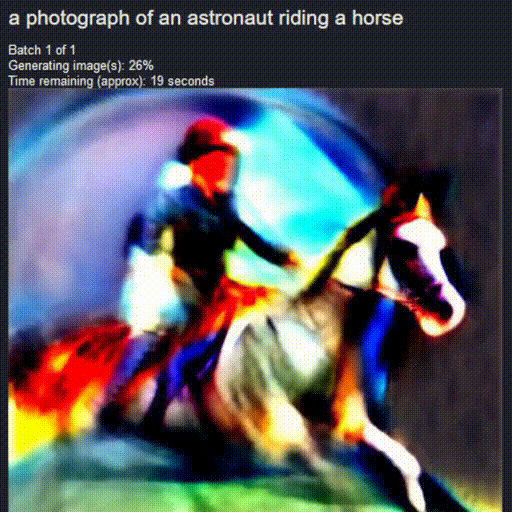 a photograph of an astronaut riding a horse
Batch 1 of 1
Generating image(s): 26%
Time remaining (approx): 19 seconds